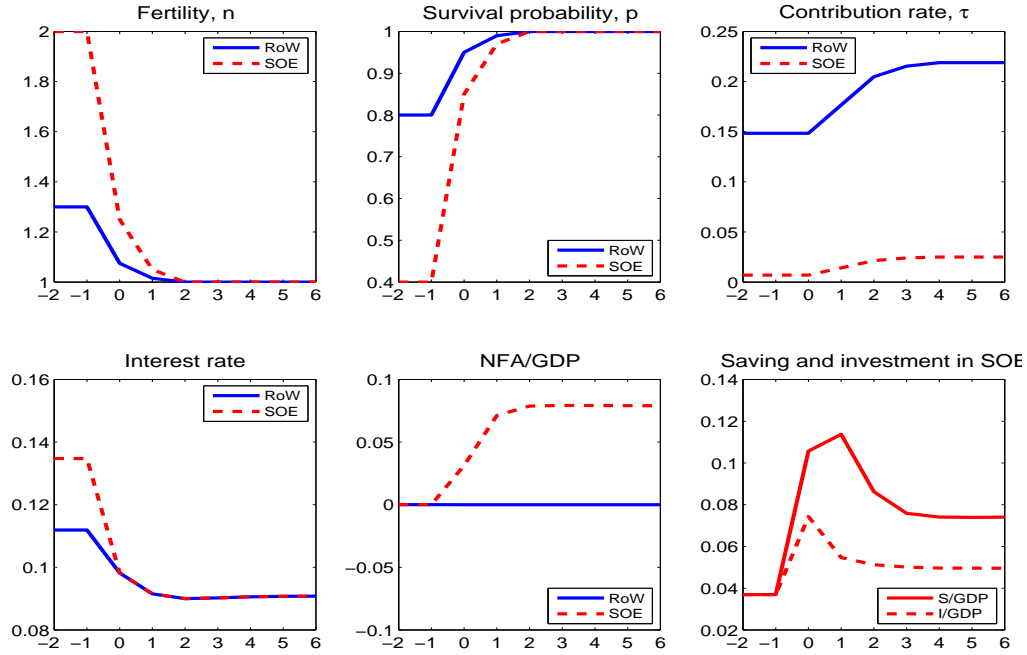 Fertility, n
2
1.8
1.6
1.4
1.2
1
−2 −1 0 1 2 3 4 5 6
RoW
SOE
Survival probability, p
1
0.9
0.8
0.7
0.6
0.5
0.4
−2 −1 0 1 2 3 4 5 6
RoW
SOE
Contribution rate, τ
0.25
0.2
0.15
0.1
0.05
0
−2 −1 0 1 2 3 4 5 6
RoW
SOE
Interest rate
0.16
0.14
0.12
0.1
0.08
−2 −1 0 1 2 3 4 5 6
RoW
SOE
NFA/GDP
0.1
0.05
0
−0.05
−0.1
−2 −1 0 1 2 3 4 5 6
RoW
SOE
Saving and investment in SOE
0.14
0.12
0.1
0.08
0.06
0.04
0.02
−2 −1 0 1 2 3 4 5 6
S/GDP
I/GDP